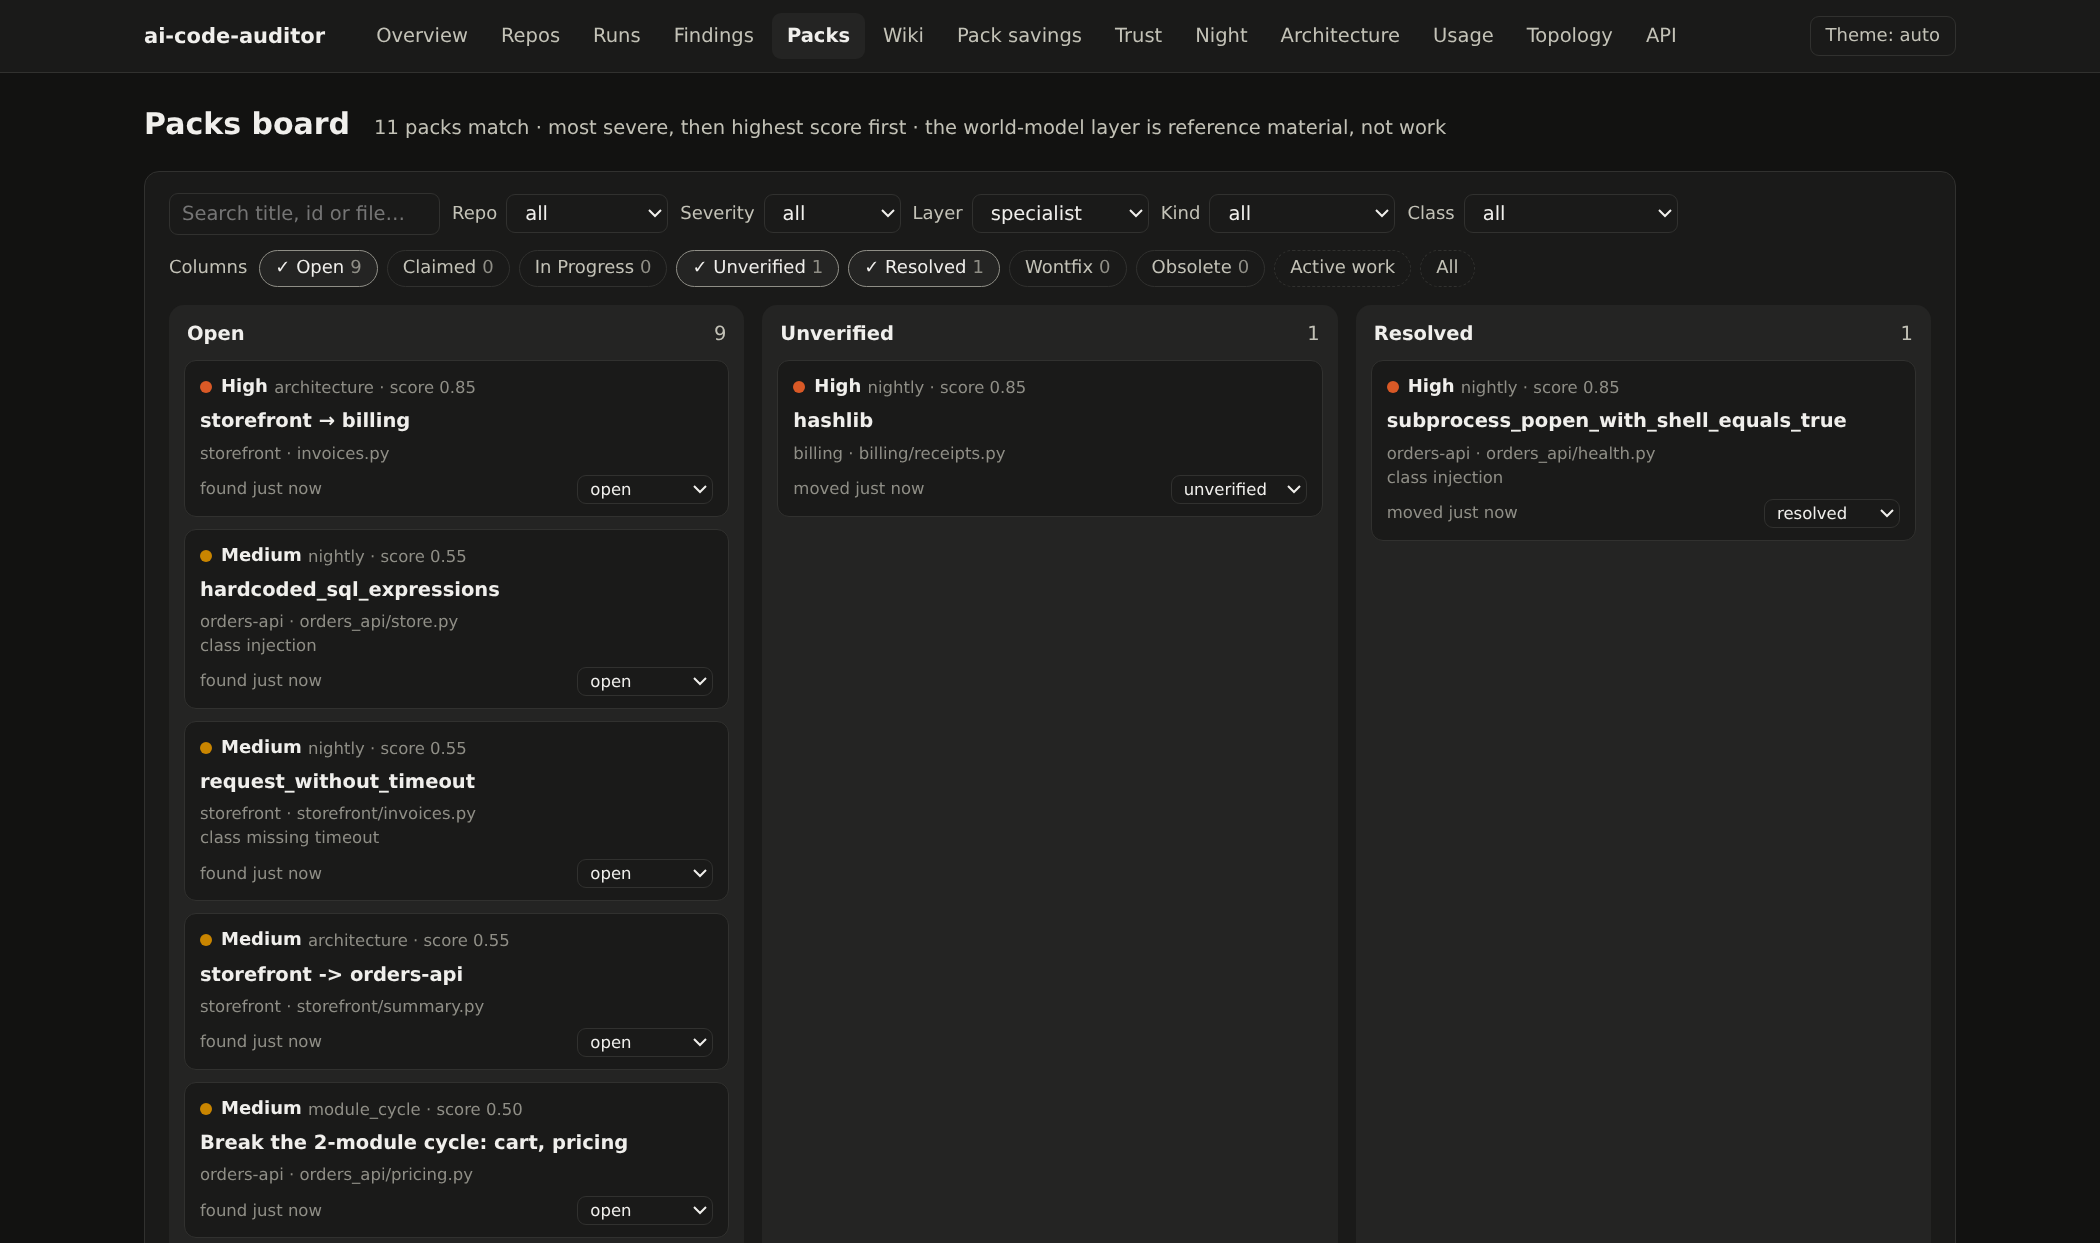 ai-code-auditor Overview Repos Runs Findings Packs Wiki Pack savings Trust Night Architecture Usage Topology API Theme: auto
Packs board 11 packs match · most severe, then highest score first · the world-model layer is reference material, not work
Search title, id or file... Repo all Severity all Layer specialist Kind all Class all
Columns ✓ Open 9 Claimed 0 In Progress 0 ✓ Unverified 1 ✓ Resolved 1 Wontfix 0 Obsolete 0 Active work All
Open 9
High architecture · score 0.85
storefront → billing
storefront · invoices.py
found just now open
Medium nightly · score 0.55
hardcoded_sql_expressions
orders-api · orders_api/store.py
class injection
found just now open
Medium nightly · score 0.55
request_without_timeout
storefront · storefront/invoices.py
class missing timeout
found just now open
Medium architecture · score 0.55
storefront -> orders-api
storefront · storefront/summary.py
found just now open
Medium module_cycle · score 0.50
Break the 2-module cycle: cart, pricing
orders-api · orders_api/pricing.py
found just now open
Unverified 1
High nightly · score 0.85
hashlib
billing · billing/receipts.py
moved just now unverified
Resolved 1
High nightly · score 0.85
subprocess_popen_with_shell_equals_true
orders-api · orders_api/health.py
class injection
moved just now resolved